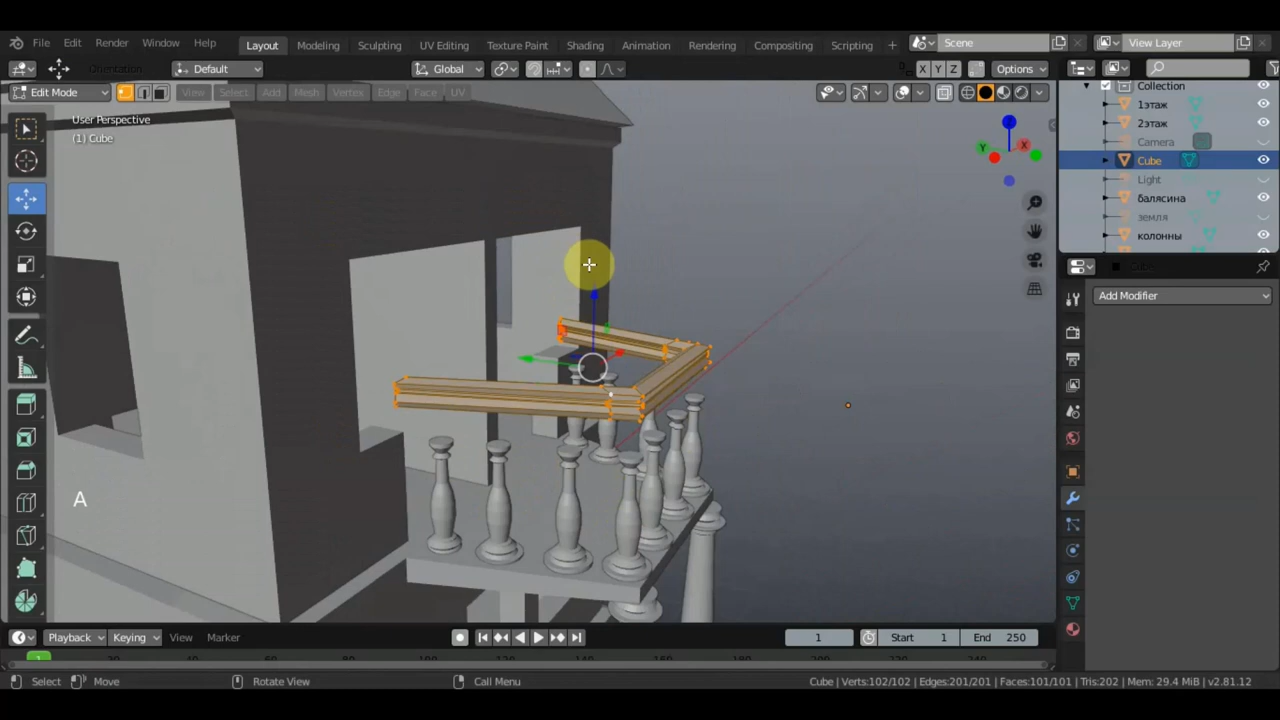 File Edit Render Window Help Layout Modeling Sculpting UV Editing Texture Paint Shading Animation Rendering Compositing Scripting + Scene View Layer
Orientation Default Global X Y Z Options
Edit Mode View Select Add Mesh Vertex Edge Face UV
User Perspective
(1) Cube
Z
Y
X
A
Collection
1этаж
2этаж
Camera
Cube
Light
балясина
земля
колонны
Cube
Add Modifier
Playback Keying View Marker 1 Start 1 End 250
1
Select Move Rotate View Call Menu Cube | Verts:102/102 | Edges:201/201 | Faces:101/101 | Tris:202 | Mem: 29.4 MiB | v2.81.12